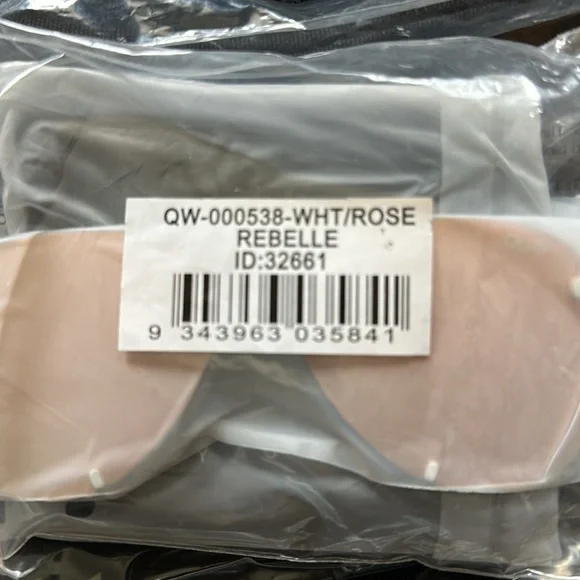 QW-000538-WHT/ROSE
REBELLE
ID:32661
9 343963 035841